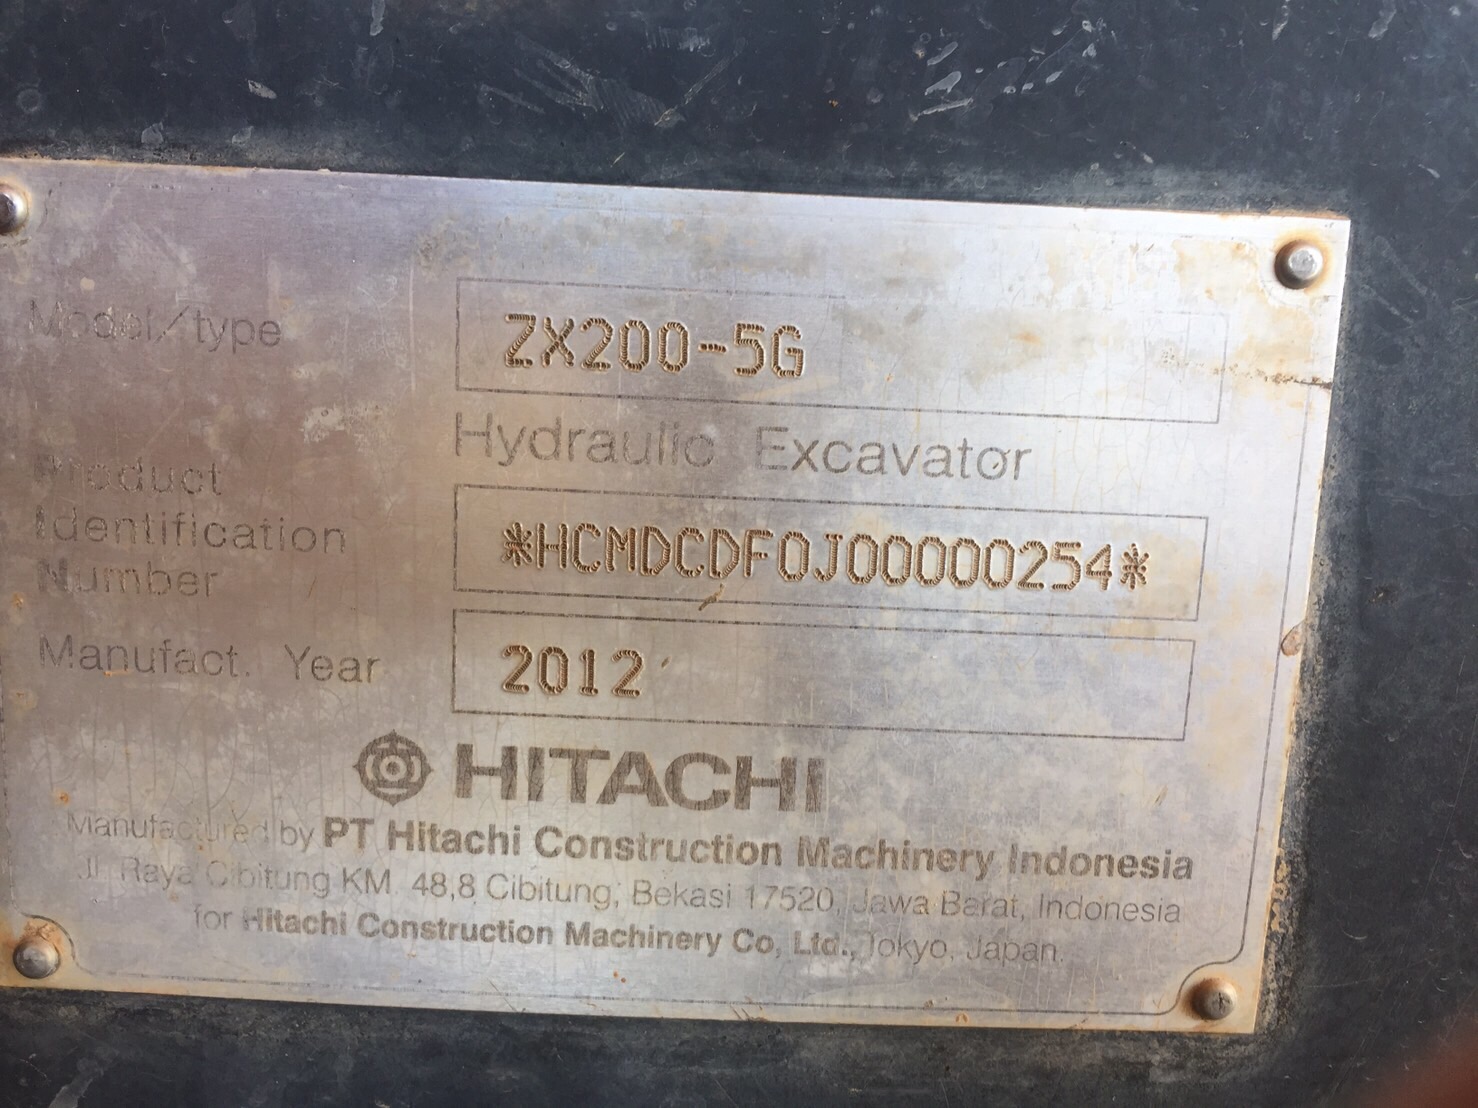 Model/type ZX200-5G
Hydraulic Excavator
Product
Identification
Number
*HCMDCDF0J00000254*
Manufact. Year 2012
HITACHI
Manufactured by PT Hitachi Construction Machinery Indonesia
Jl. Raya Cibitung KM. 48,8 Cibitung, Bekasi 17520, Jawa Barat, Indonesia
for Hitachi Construction Machinery Co, Ltd., Tokyo, Japan.